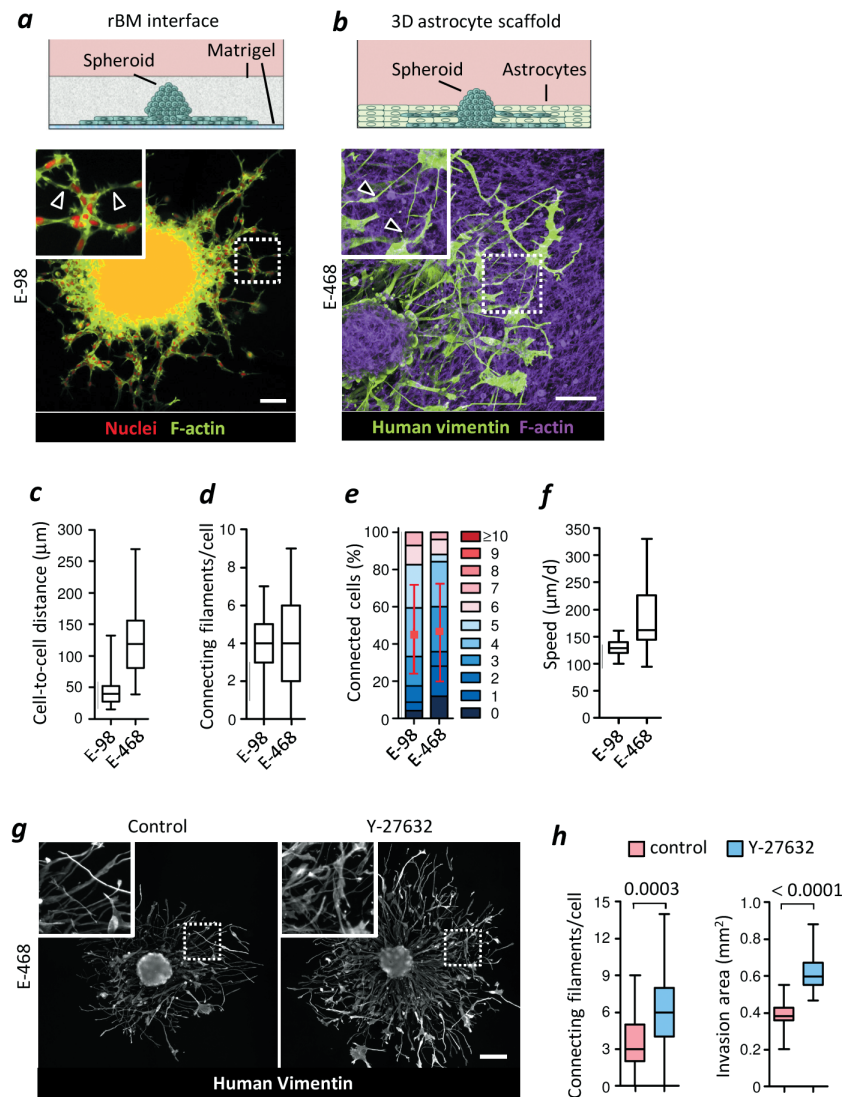 a
rBM interface
Spheroid
Matrigel
b
3D astrocyte scaffold
Spheroid
Astrocytes
E-98
Nuclei F-actin
E-468
Human vimentin F-actin
c
Cell-to-cell distance (μm)
300
250
200
150
100
50
0
E-98
E-468
d
Connecting filaments/cell
10
8
6
4
2
0
E-98
E-468
e
Connected cells (%)
100
80
60
40
20
0
E-98
E-468
≥10
9
8
7
6
5
4
3
2
1
0
f
Speed (μm/d)
350
300
250
200
150
100
50
0
E-98
E-468
g
Control
Y-27632
E-468
Human Vimentin
h
control
Y-27632
Connecting filaments/cell
0.0003
15
12
9
6
3
0
Invasion area (mm²)
< 0.0001
1.0
0.8
0.6
0.4
0.2
0